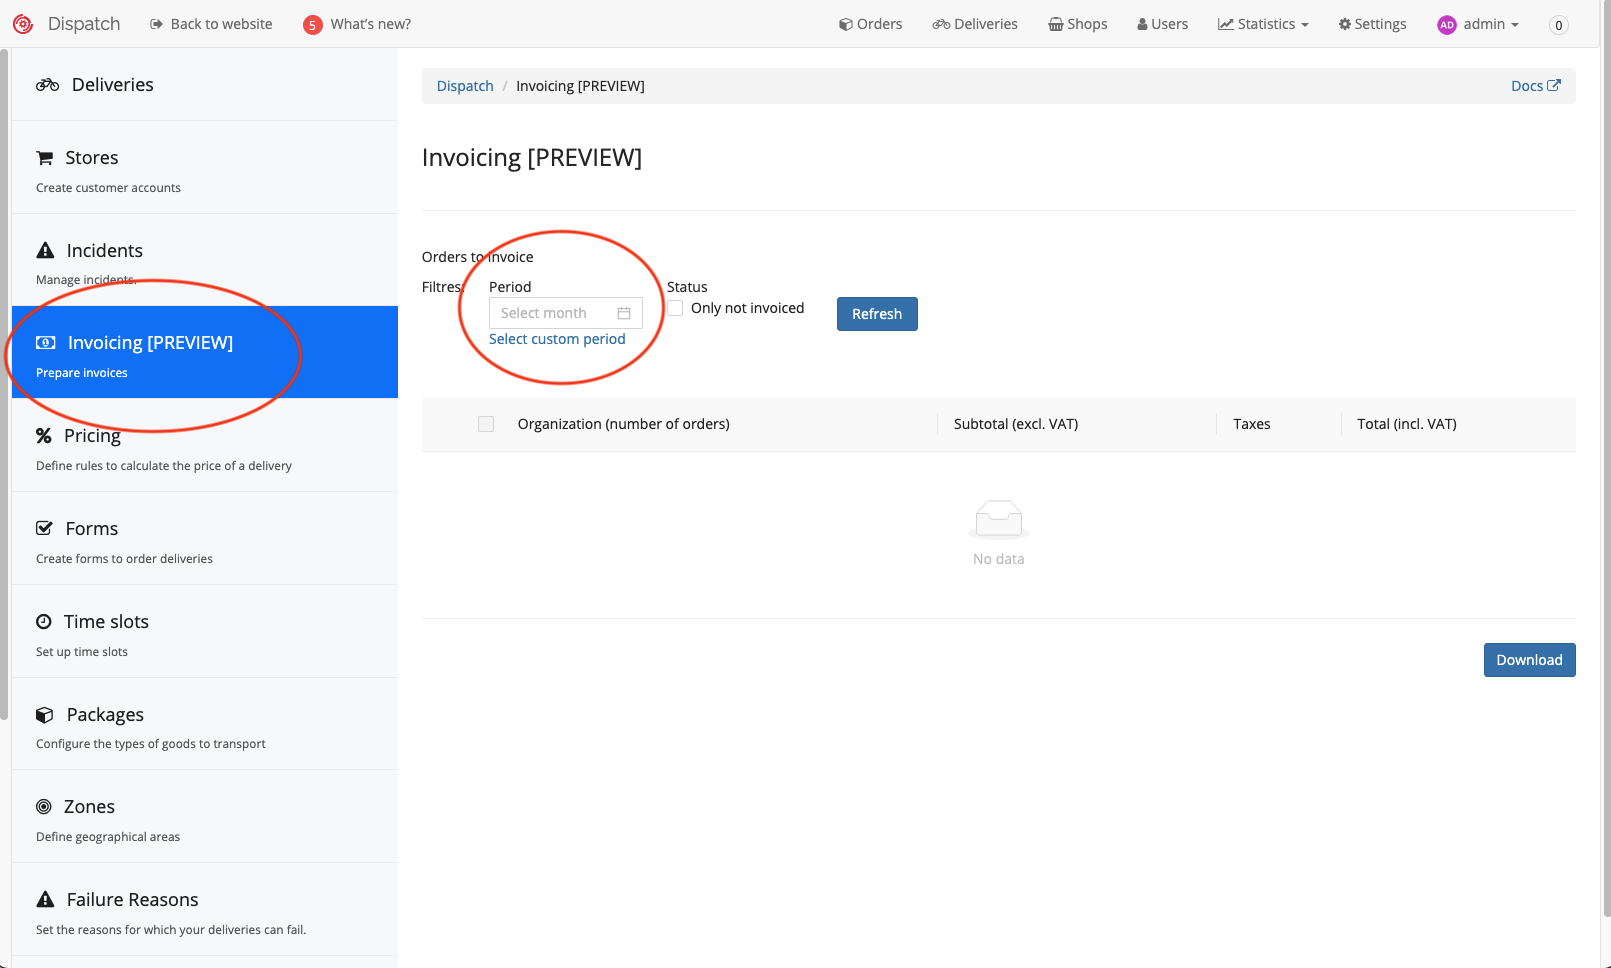 Dispatch
Back to website
5 What's new?
Orders
Deliveries
Shops
Users
Statistics
Settings
AD admin
0
Deliveries
Stores
Create customer accounts
Incidents
Manage incidents.
Invoicing [PREVIEW]
Prepare invoices
Pricing
Define rules to calculate the price of a delivery
Forms
Create forms to order deliveries
Time slots
Set up time slots
Packages
Configure the types of goods to transport
Zones
Define geographical areas
Failure Reasons
Set the reasons for which your deliveries can fail.
Dispatch / Invoicing [PREVIEW]
Docs
Invoicing [PREVIEW]
Orders to invoice
Filtres:
Period
Select month
Select custom period
Status
Only not invoiced
Refresh
Organization (number of orders)
Subtotal (excl. VAT)
Taxes
Total (incl. VAT)
No data
Download